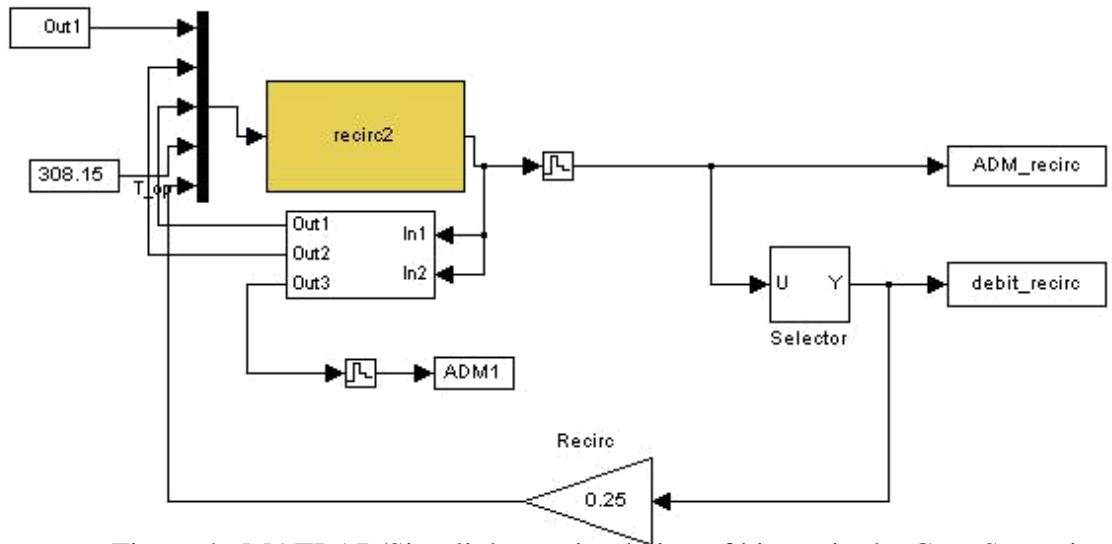 Out1
recirc2
308.15
T_op
ADM_recirc
Out1
In1
Out2
In2
Out3
U
Y
debit_recirc
Selector
ADM1
Recirc
0.25